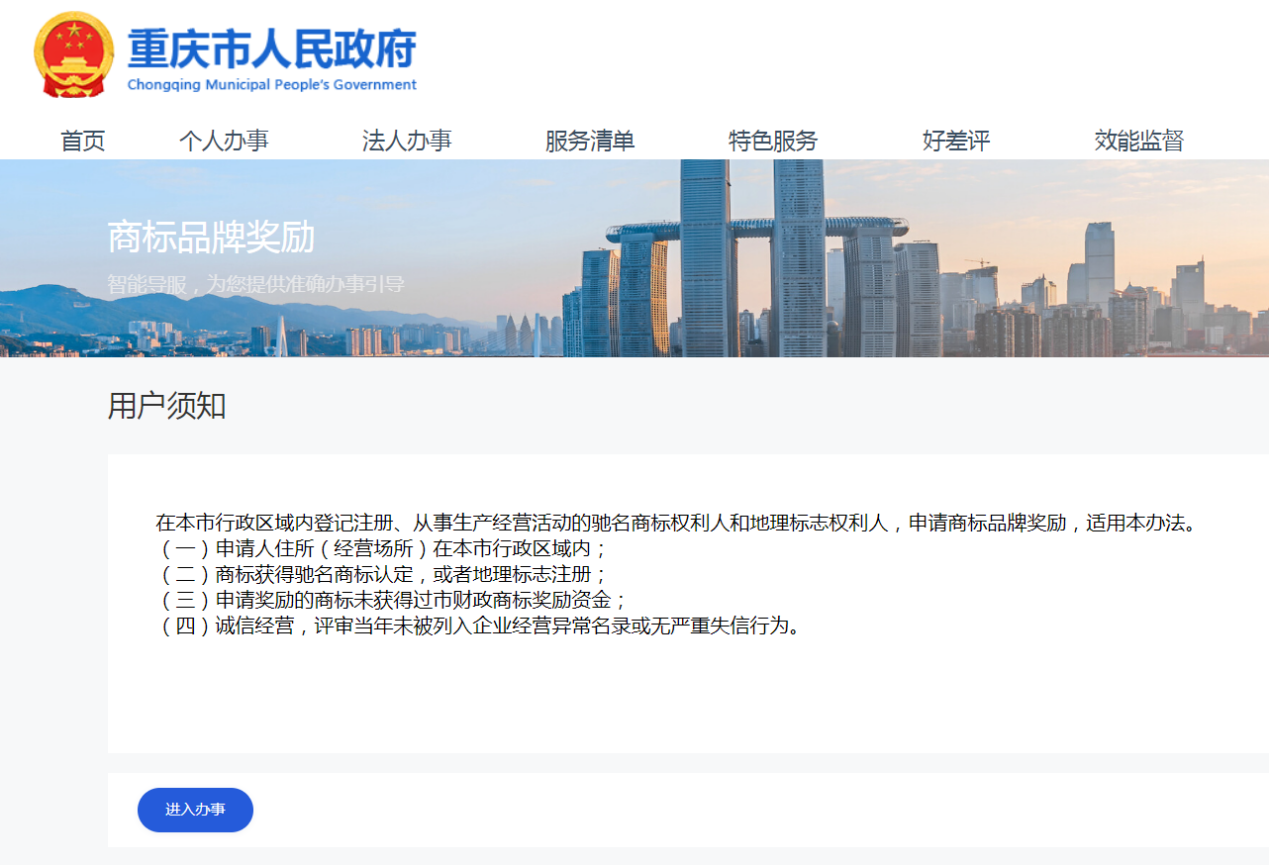 重庆市人民政府
Chongqing Municipal People's Government
首页 个人办事 法人办事 服务清单 特色服务 好差评 效能监督
商标品牌奖励
智能导服，为您提供准确办事引导
用户须知
在本市行政区域内登记注册、从事生产经营活动的驰名商标权利人和地理标志权利人，申请商标品牌奖励，适用本办法。
（一）申请人住所（经营场所）在本市行政区域内；
（二）商标获得驰名商标认定，或者地理标志注册；
（三）申请奖励的商标未获得过市财政商标奖励资金；
（四）诚信经营，评审当年未被列入企业经营异常名录或无严重失信行为。
进入办事